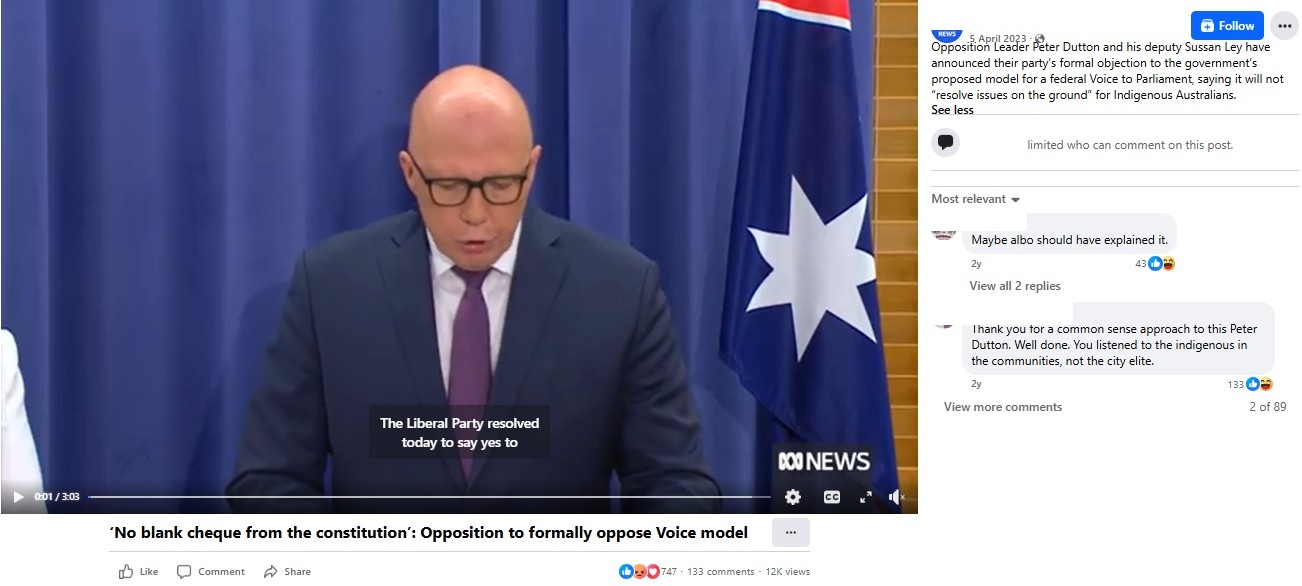 The Liberal Party resolved
today to say yes to
NEWS
0:01 / 3:03
CC
'No blank cheque from the constitution': Opposition to formally oppose Voice model
Like
Comment
Share
747 · 133 comments · 12K views
Follow
NEWS
5 April 2023 ·
Opposition Leader Peter Dutton and his deputy Sussan Ley have
announced their party's formal objection to the government's
proposed model for a federal Voice to Parliament, saying it will not
"resolve issues on the ground" for Indigenous Australians.
See less
limited who can comment on this post.
Most relevant
Maybe albo should have explained it.
2y
43
View all 2 replies
Thank you for a common sense approach to this Peter
Dutton. Well done. You listened to the indigenous in
the communities, not the city elite.
2y
133
View more comments
2 of 89